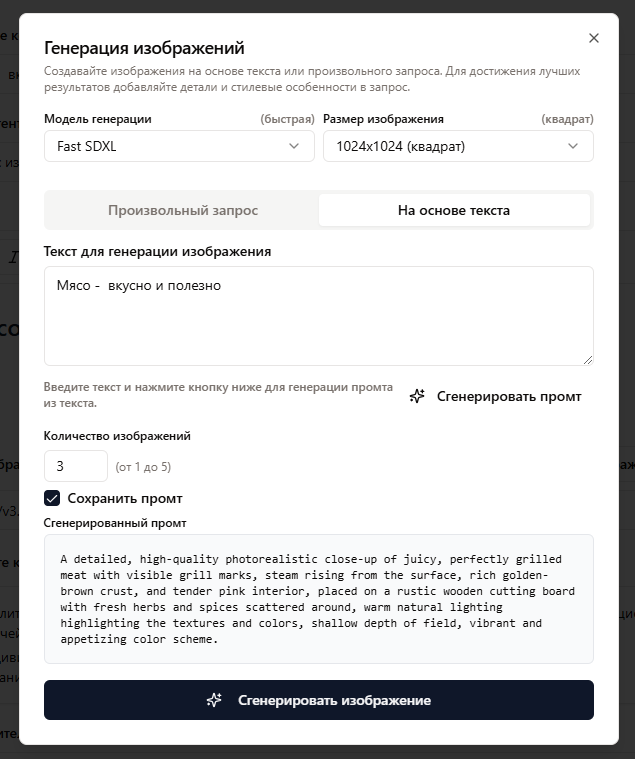 Генерация изображений
Создавайте изображения на основе текста или произвольного запроса. Для достижения лучших
результатов добавляйте детали и стилевые особенности в запрос.
Модель генерации (быстрая) Размер изображения (квадрат)
Fast SDXL 1024x1024 (квадрат)
Произвольный запрос На основе текста
Текст для генерации изображения
Мясо - вкусно и полезно
Введите текст и нажмите кнопку ниже для генерации промта
из текста.
Сгенерировать промт
Количество изображений
3 (от 1 до 5)
Сохранить промт
Сгенерированный промт
A detailed, high-quality photorealistic close-up of juicy, perfectly grilled
meat with visible grill marks, steam rising from the surface, rich golden-
brown crust, and tender pink interior, placed on a rustic wooden cutting board
with fresh herbs and spices scattered around, warm natural lighting
highlighting the textures and colors, shallow depth of field, vibrant and
appetizing color scheme.
Сгенерировать изображение